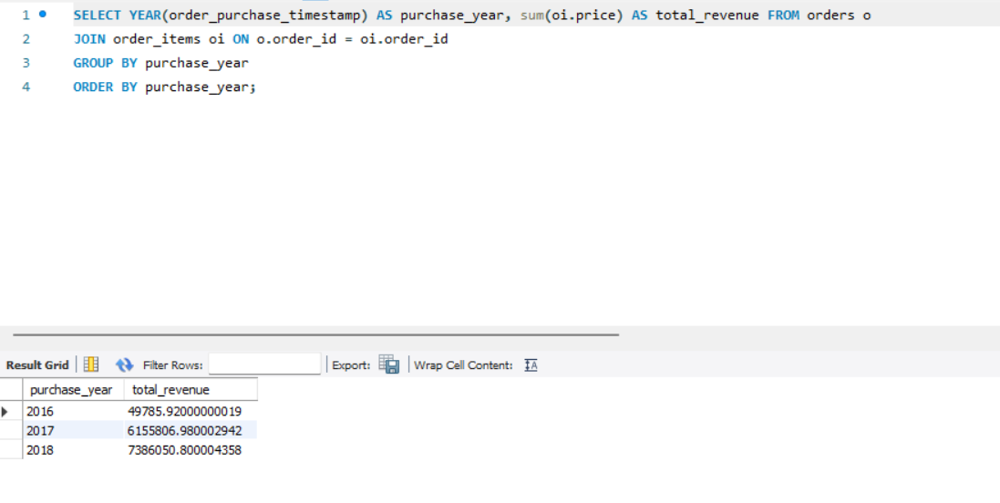 1 SELECT YEAR(order_purchase_timestamp) AS purchase_year, sum(oi.price) AS total_revenue FROM orders o
2 JOIN order_items oi ON o.order_id = oi.order_id
3 GROUP BY purchase_year
4 ORDER BY purchase_year;
Result Grid Filter Rows: Export: Wrap Cell Content: IA
purchase_year total_revenue
2016 49785.92000000019
2017 6155806.980002942
2018 7386050.800004358